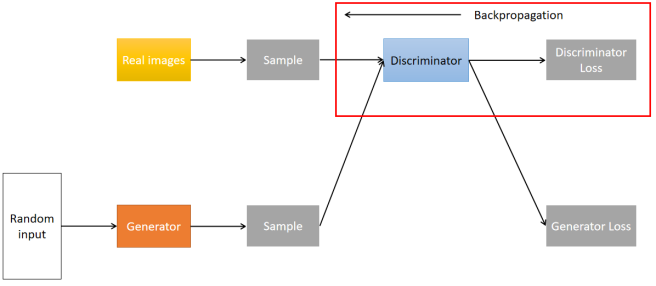 Backpropagation
Real images
Sample
Discriminator
Discriminator
Loss
Random
input
Generator
Sample
Generator Loss